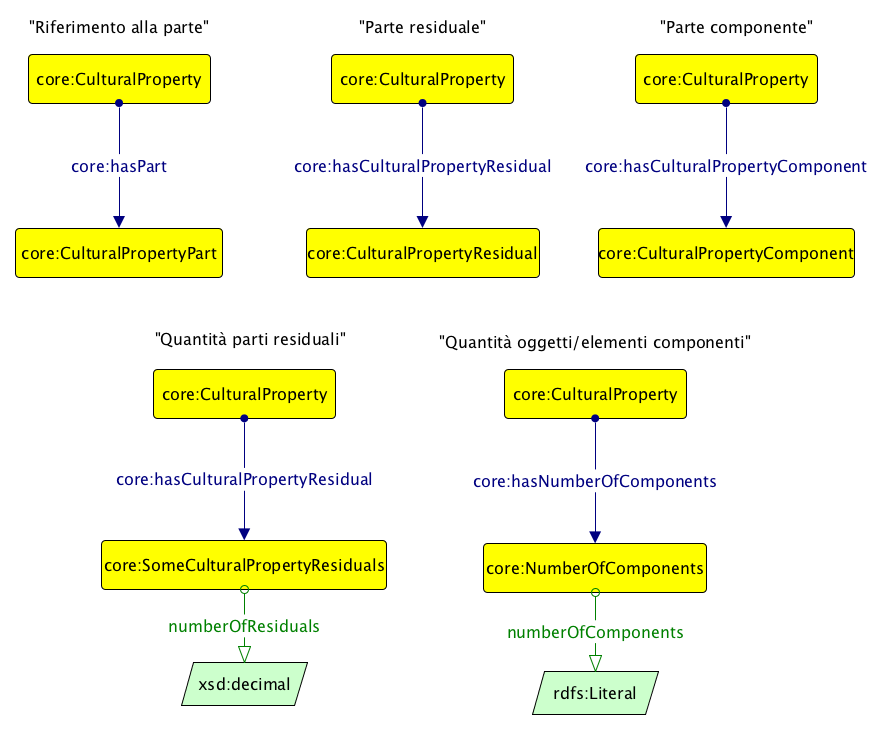 "Riferimento alla parte"
"Parte residuale"
"Parte componente"
core:CulturalProperty
core:CulturalProperty
core:CulturalProperty
core:hasPart
core:hasCulturalPropertyResidual
core:hasCulturalPropertyComponent
core:CulturalPropertyPart
core:CulturalPropertyResidual
core:CulturalPropertyComponent
"Quantità parti residuali"
"Quantità oggetti/elementi componenti"
core:CulturalProperty
core:CulturalProperty
core:hasCulturalPropertyResidual
core:hasNumberOfComponents
core:SomeCulturalPropertyResiduals
core:NumberOfComponents
numberOfResiduals
numberOfComponents
xsd:decimal
rdfs:Literal